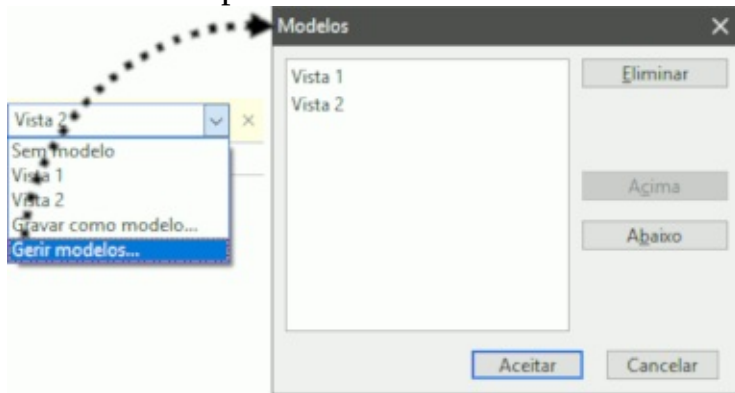 Vista 2
Sem modelo
Vista 1
Vista 2
Gravar como modelo...
Gerir modelos...
Modelos
Vista 1
Vista 2
Eliminar
Acima
Abaixo
Aceitar
Cancelar